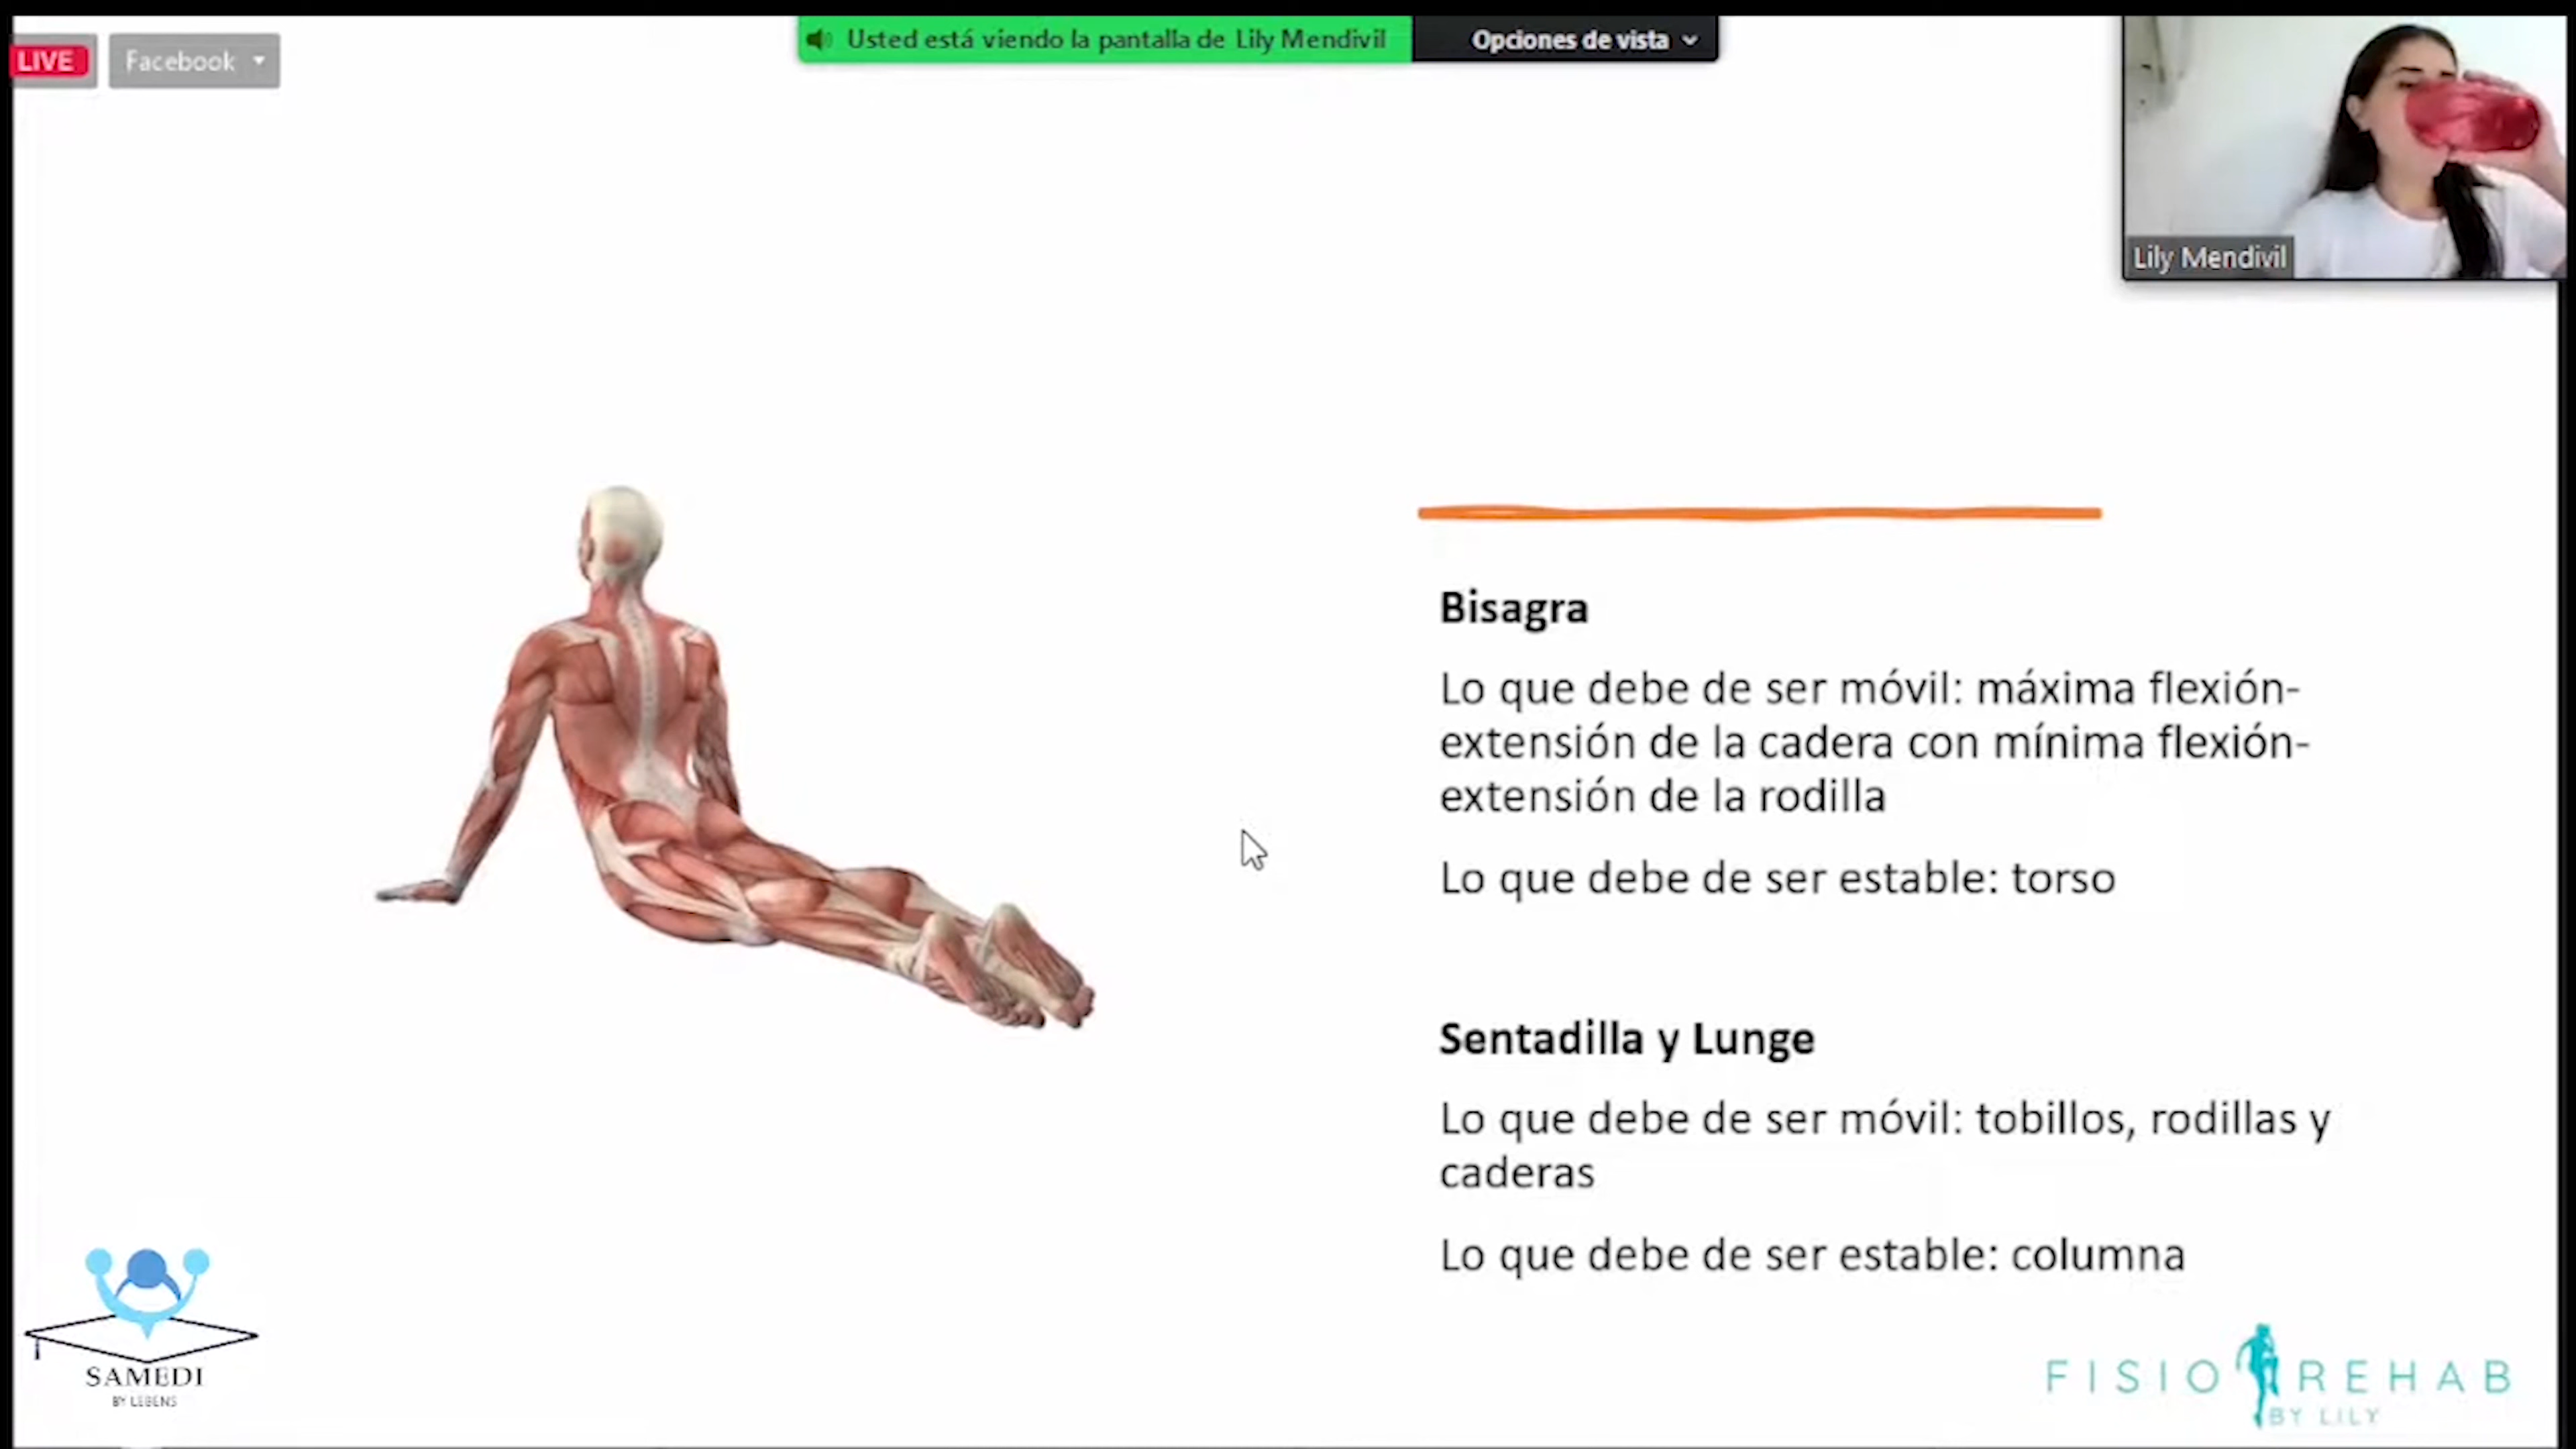 LIVE
Facebook
Usted está viendo la pantalla de Lily Mendivil
Opciones de vista
Lily Mendivil
Bisagra
Lo que debe de ser móvil: máxima flexión-
extensión de la cadera con mínima flexión-
extensión de la rodilla
Lo que debe de ser estable: torso
Sentadilla y Lunge
Lo que debe de ser móvil: tobillos, rodillas y
caderas
Lo que debe de ser estable: columna
SAMEDI
BY LEBENS
FISIO REHAB
BY LILY